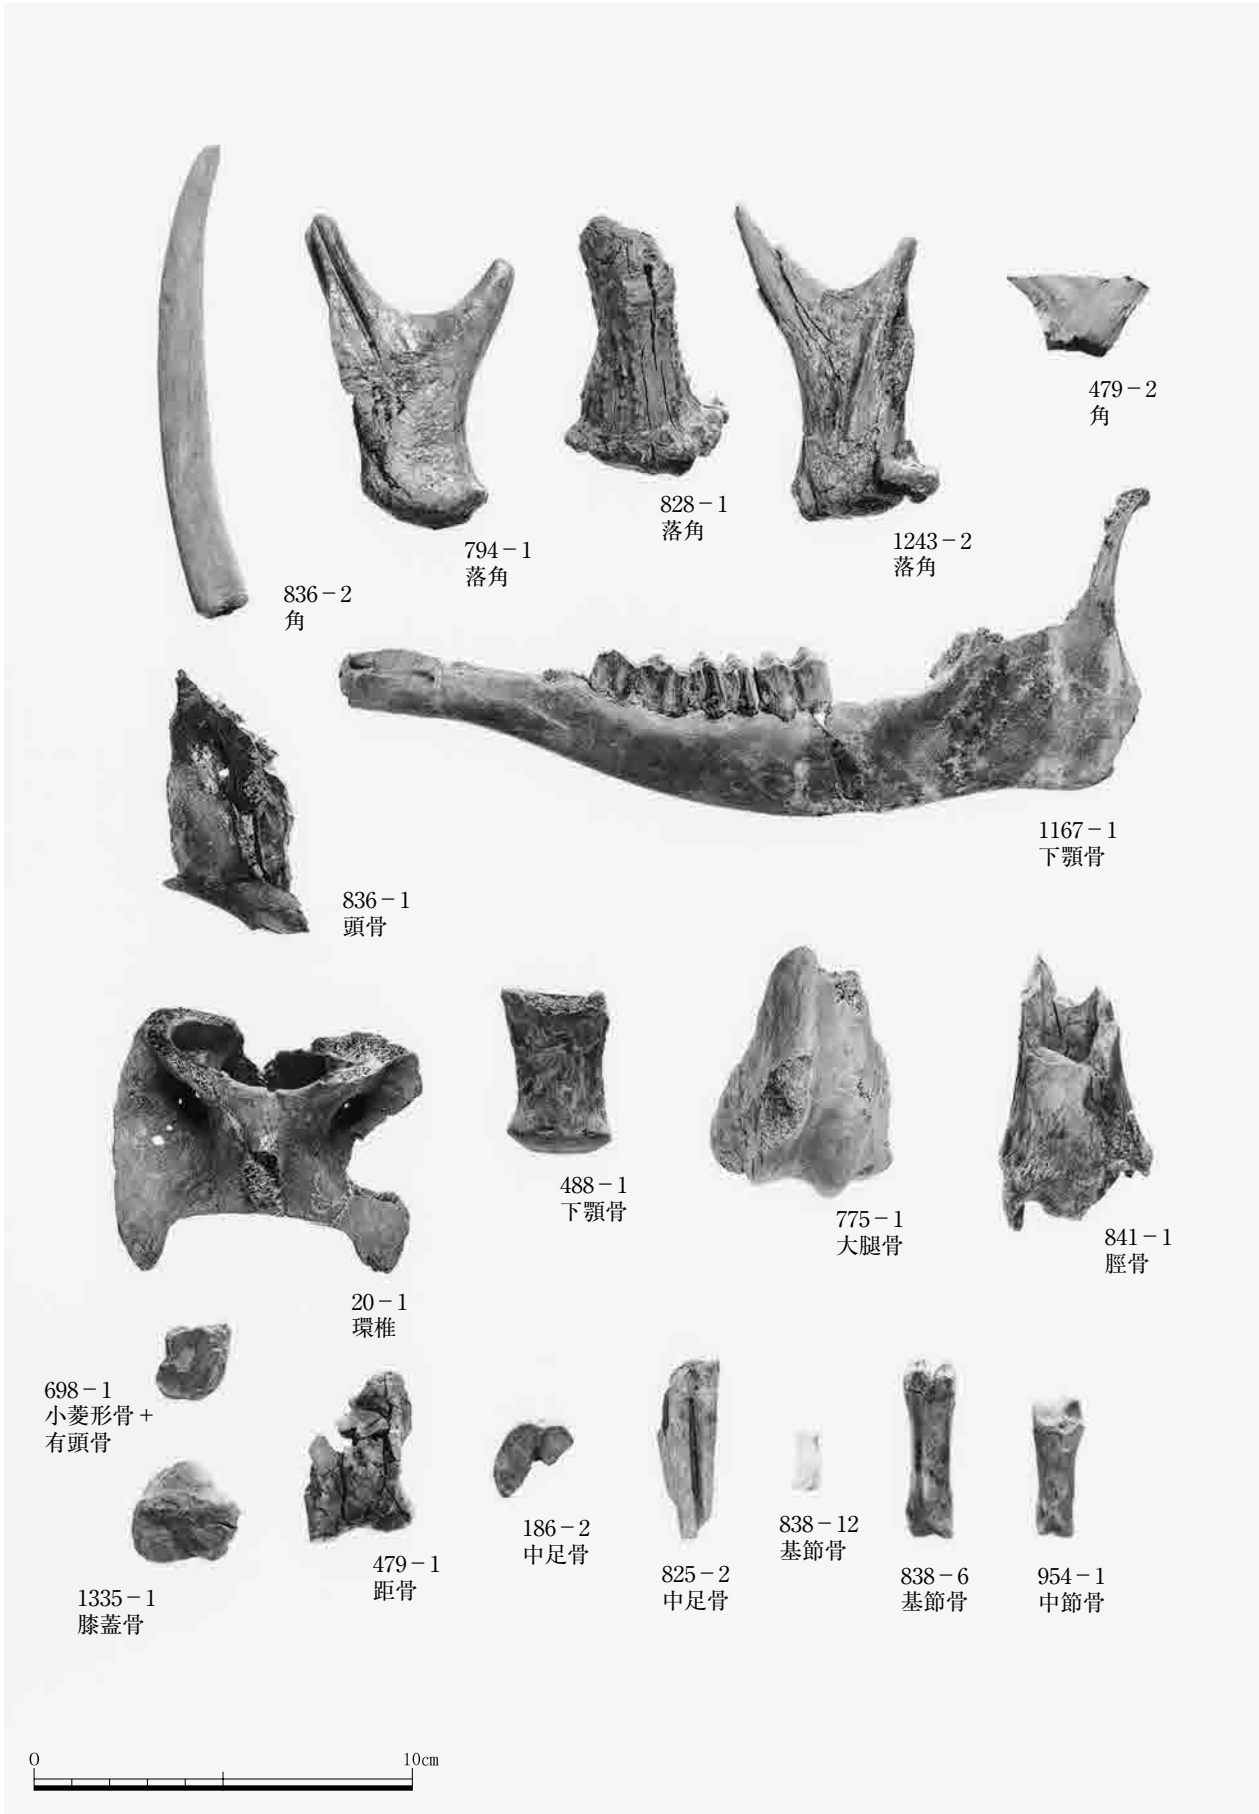 479−2
角
828−1
落角
1243−2
落角
794−1
落角
836−2
角
1167−1
下顎骨
836−1
頭骨
488−1
下顎骨
775−1
大腿骨
841−1
脛骨
20−1
環椎
698−1
小菱形骨＋
有頭骨
186−2
中足骨
838−12
基節骨
479−1
距骨
825−2
中足骨
838−6
基節骨
954−1
中節骨
1335−1
膝蓋骨
0 10cm